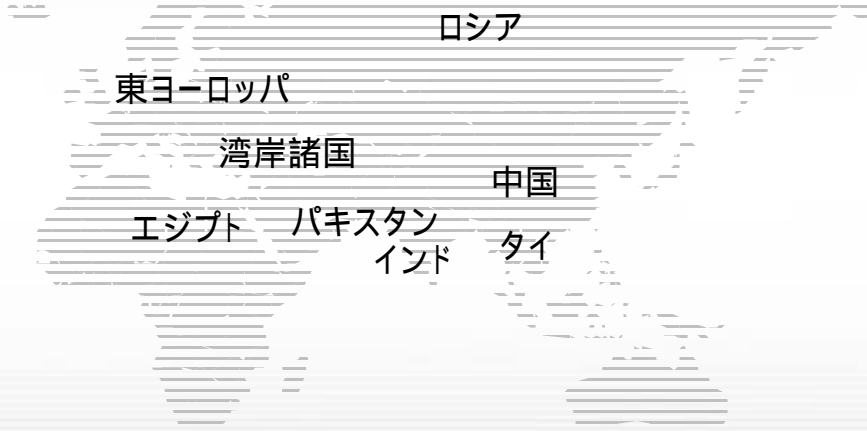 ロシア
東ヨーロッパ
湾岸諸国
中国
エジプト
パキスタン
タイ
インド